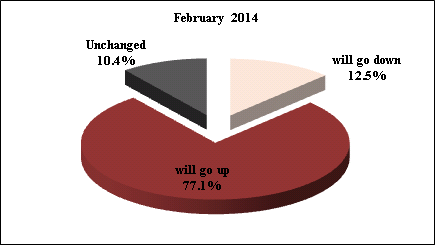 February 2014
Unchanged
10.4%
will go down
12.5%
will go up
77.1%